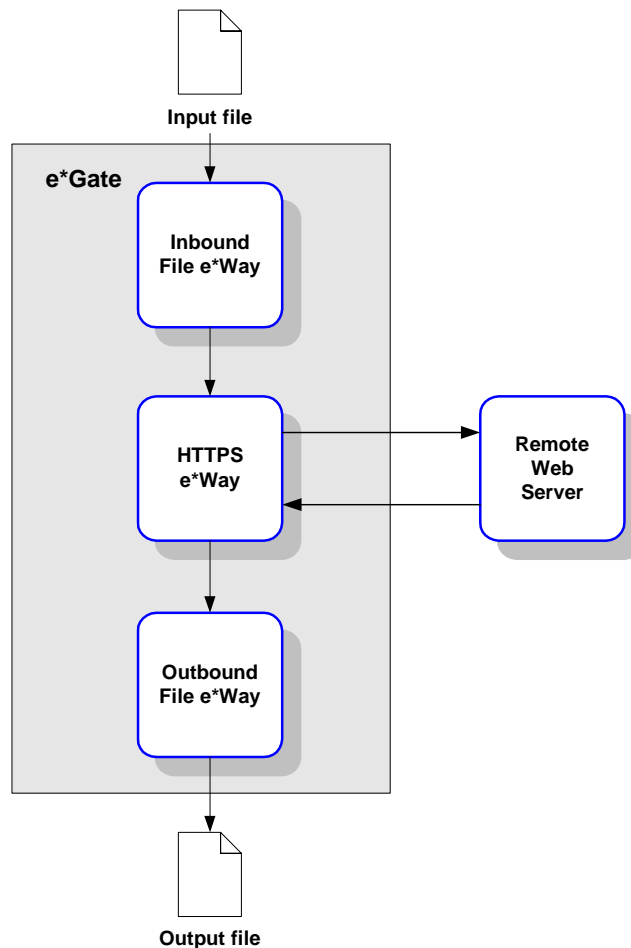 Input file
e*Gate
Inbound
File e*Way
HTTPS
e*Way
Remote
Web
Server
Outbound
File e*Way
Output file